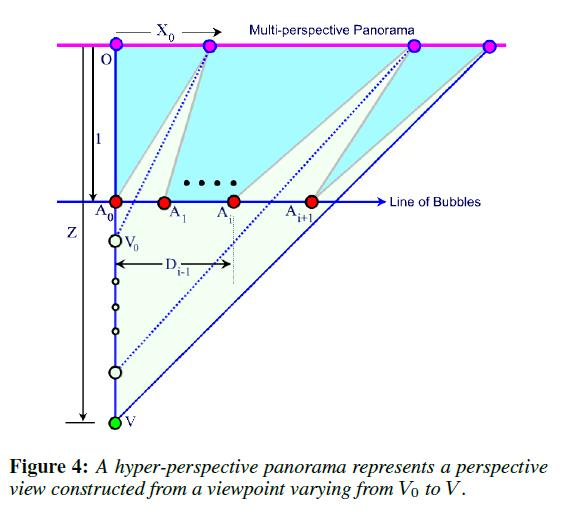 X0
Multi-perspective Panorama
O
1
A0
A1
Ai
Ai+1
Line of Bubbles
Z
V0
Di-1
V
Figure 4: A hyper-perspective panorama represents a perspective
view constructed from a viewpoint varying from V0 to V.